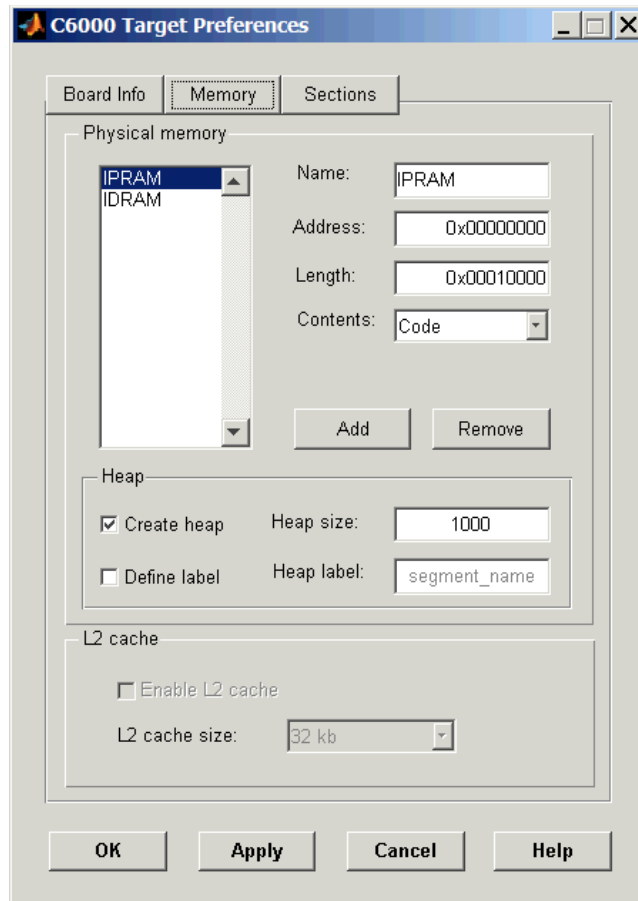 C6000 Target Preferences
Board Info Memory Sections
Physical memory
IPRAM
IDRAM
Name: IPRAM
Address: 0x00000000
Length: 0x00010000
Contents: Code
Add Remove
Heap
Create heap Heap size: 1000
Define label Heap label: segment_name
L2 cache
Enable L2 cache
L2 cache size: 32 kb
OK Apply Cancel Help